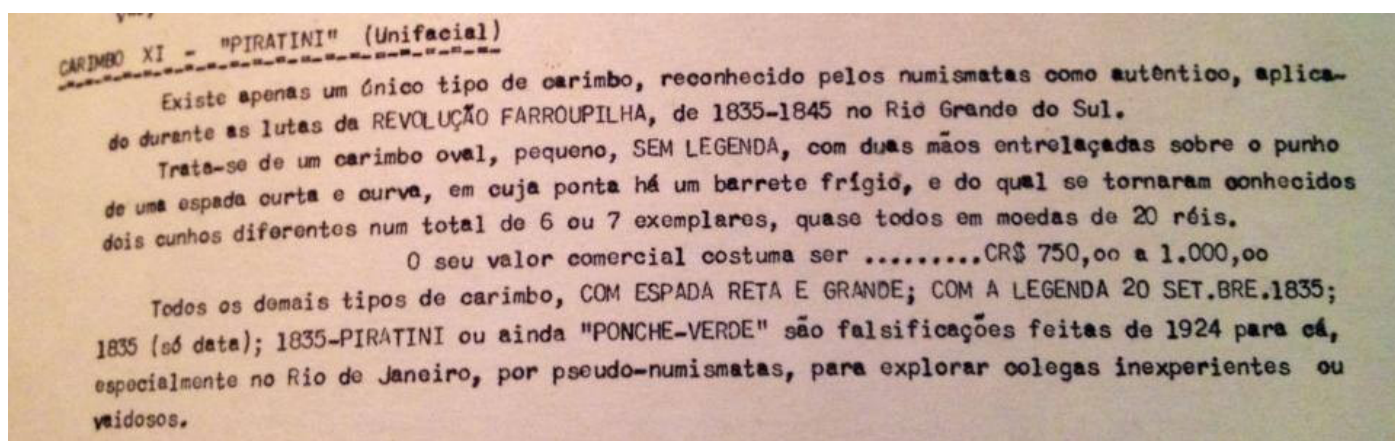 CARIMBO XI - "PIRATINI" (Unifacial)
Existe apenas um único tipo de carimbo, reconhecido pelos numismatas como autêntico, aplica-
do durante as lutas da REVOLUÇÃO FARROUPILHA, de 1835-1845 no Rio Grande do Sul.
Trata-se de um carimbo oval, pequeno, SEM LEGENDA, com duas mãos entrelaçadas sobre o punho
de uma espada curta e curva, em cuja ponta há um barrete frígio, e do qual se tornaram conhecidos
dois cunhos diferentes num total de 6 ou 7 exemplares, quase todos em moedas de 20 réis.
O seu valor comercial costuma ser .........CR$ 750,oo a 1.000,oo
Todos os demais tipos de carimbo, COM ESPADA RETA E GRANDE; COM A LEGENDA 20 SET.BRE.1835;
1835 (só data); 1835-PIRATINI ou ainda "PONCHE-VERDE" são falsificações feitas de 1924 para cá,
especialmente no Rio de Janeiro, por pseudo-numismatas, para explorar colegas inexperientes ou
vaidosos.